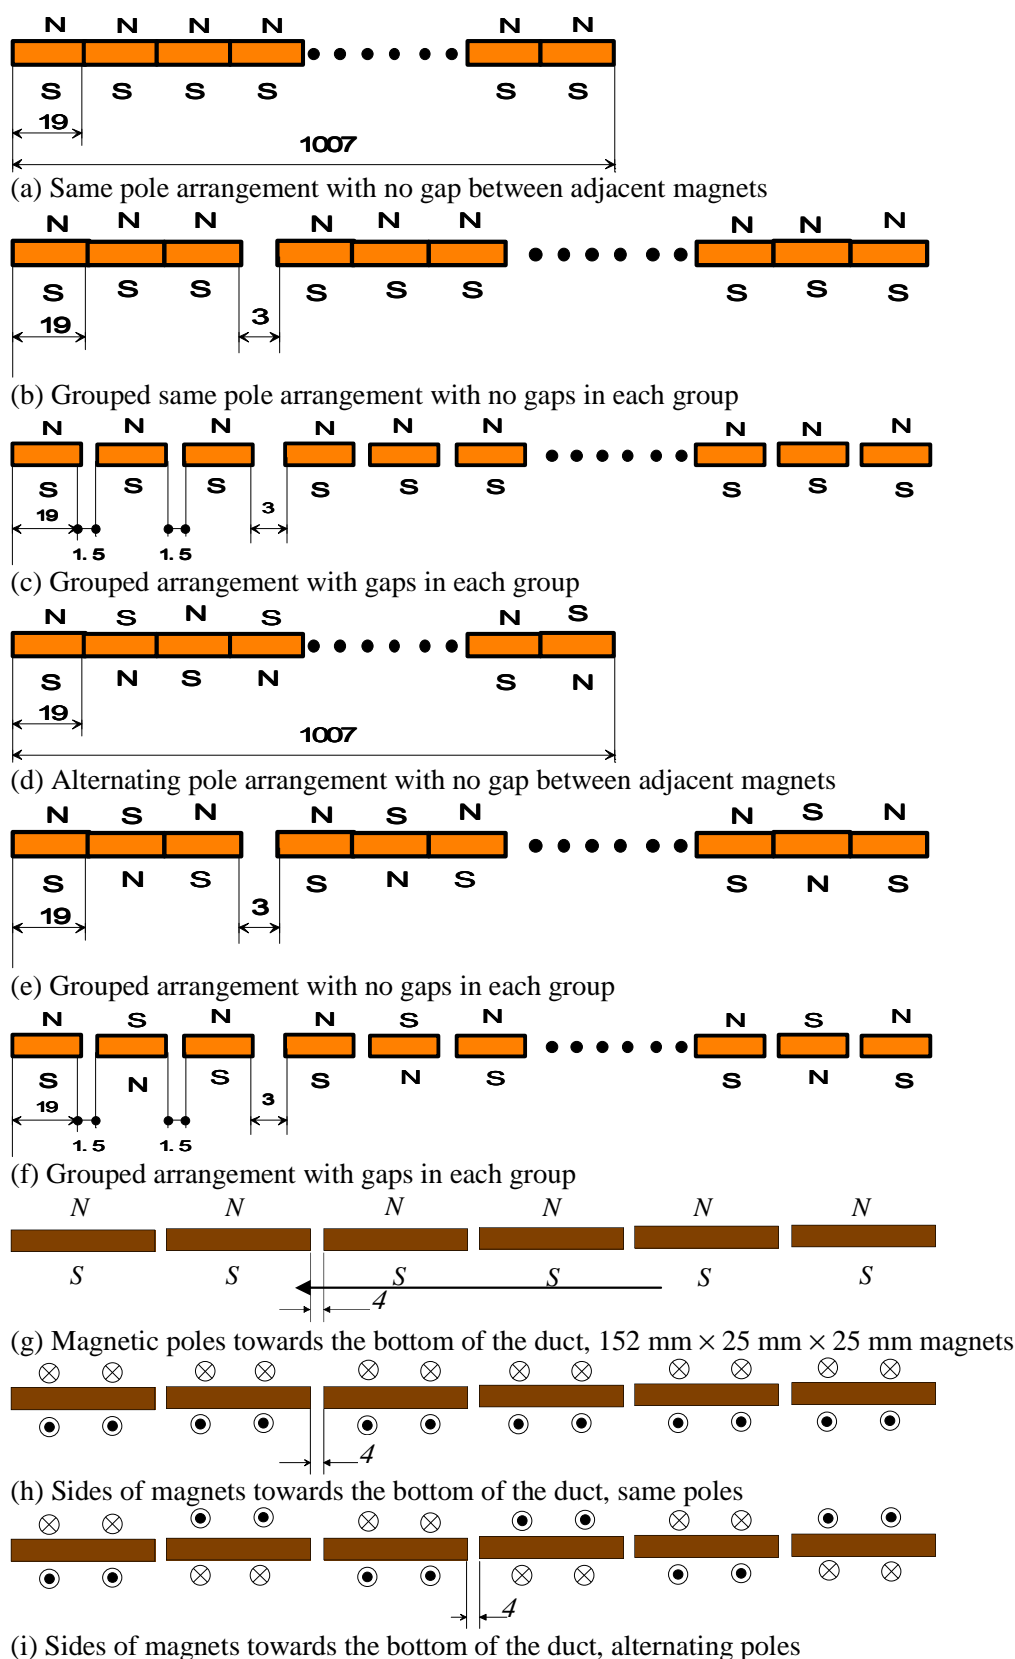 N N N N N N
S S S S S S
19
1007
(a) Same pole arrangement with no gap between adjacent magnets
N N N N N N N N N
S S S S S S S S S
19 3
(b) Grouped same pole arrangement with no gaps in each group
N N N N N N N N N
S S S S S S S S S
19 3
1. 5 1. 5
(c) Grouped arrangement with gaps in each group
N S N S N S
S N S N S N
19
1007
(d) Alternating pole arrangement with no gap between adjacent magnets
N S N N S N N S N
S N S S N S S N S
19 3
(e) Grouped arrangement with no gaps in each group
N S N N S N N S N
S N S S N S S N S
19 3
1. 5 1. 5
(f) Grouped arrangement with gaps in each group
N N N N N N
S S S S S S
4
(g) Magnetic poles towards the bottom of the duct, 152 mm × 25 mm × 25 mm magnets
4
(h) Sides of magnets towards the bottom of the duct, same poles
4
(i) Sides of magnets towards the bottom of the duct, alternating poles